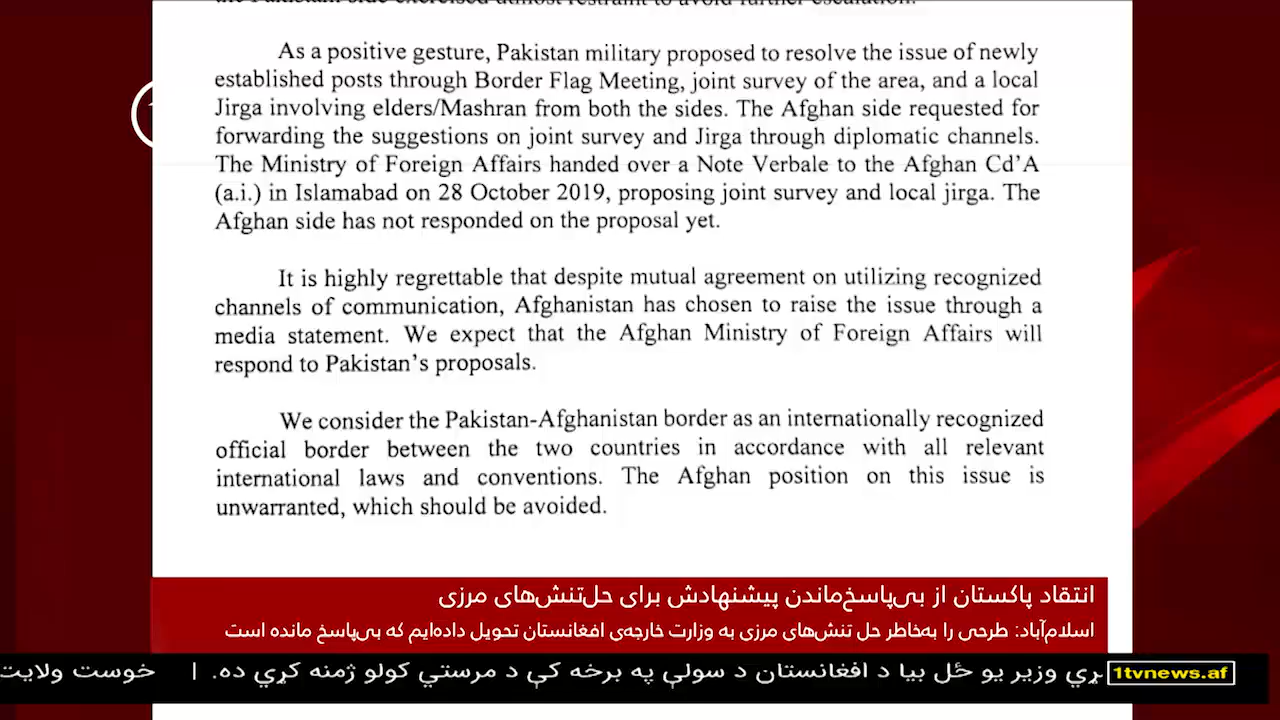 the Pakistani side exercised utmost restraint to avoid further escalation.
As a positive gesture, Pakistan military proposed to resolve the issue of newly
established posts through Border Flag Meeting, joint survey of the area, and a local
Jirga involving elders/Mashran from both the sides. The Afghan side requested for
forwarding the suggestions on joint survey and Jirga through diplomatic channels.
The Ministry of Foreign Affairs handed over a Note Verbale to the Afghan Cd'A
(a.i.) in Islamabad on 28 October 2019, proposing joint survey and local jirga. The
Afghan side has not responded on the proposal yet.
It is highly regrettable that despite mutual agreement on utilizing recognized
channels of communication, Afghanistan has chosen to raise the issue through a
media statement. We expect that the Afghan Ministry of Foreign Affairs will
respond to Pakistan's proposals.
We consider the Pakistan-Afghanistan border as an internationally recognized
official border between the two countries in accordance with all relevant
international laws and conventions. The Afghan position on this issue is
unwarranted, which should be avoided.
انتقاد پاکستان از بی‌پاسخ‌ماندن پیشنهادش برای حل‌تنش‌های مرزی
اسلام‌آباد: طرحی را به‌خاطر حل تنش‌های مرزی به وزارت خارجه‌ی افغانستان تحویل داده‌ایم که بی‌پاسخ مانده است
وزیر یو ځل بیا د افغانستان د سولې په برخه کې د مرستې کولو ژمنه کړې ده. | خوست ولایت
1tvnews.af